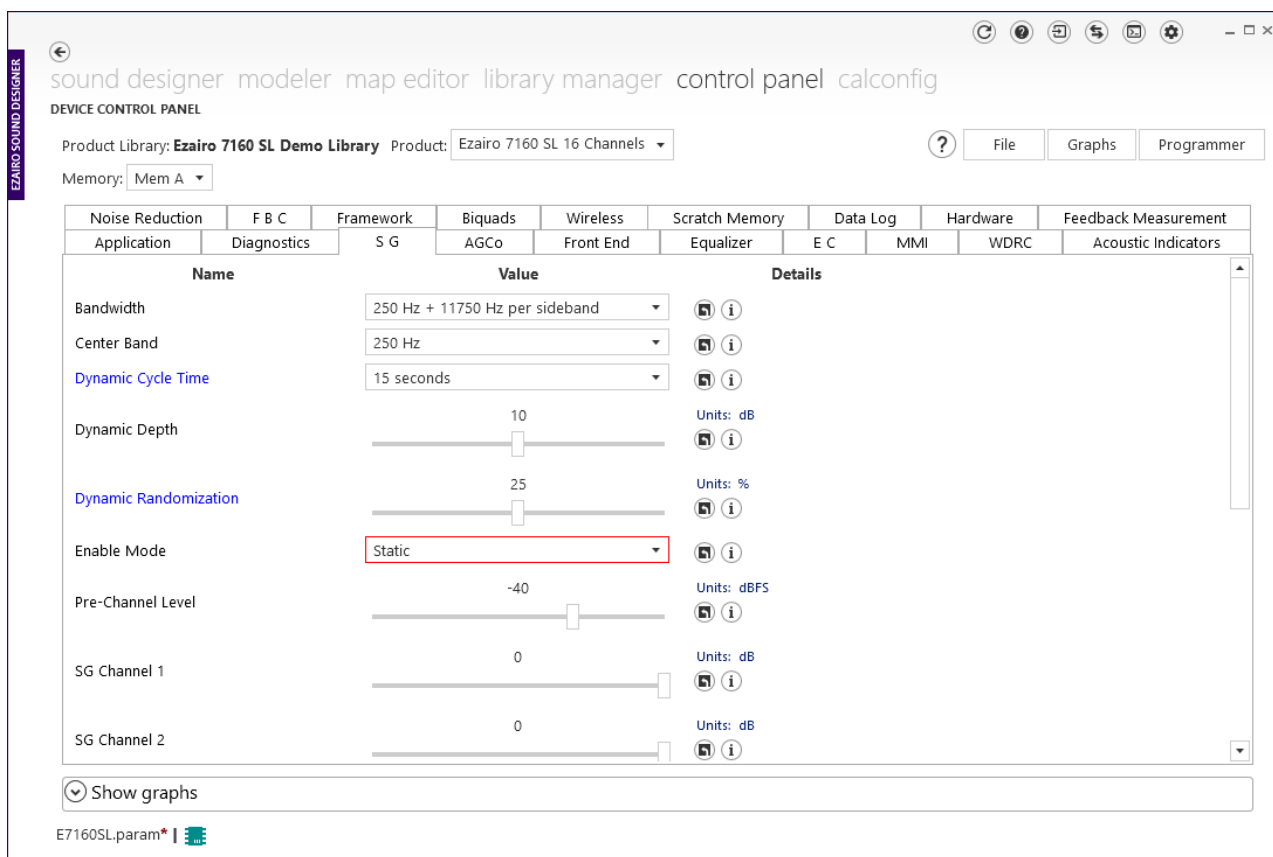 EZAIRO SOUND DESIGNER
sound designer modeler map editor library manager control panel calconfig
DEVICE CONTROL PANEL
Product Library: Ezairo 7160 SL Demo Library Product: Ezairo 7160 SL 16 Channels
? File Graphs Programmer
Memory: Mem A
Noise Reduction F B C Framework Biquads Wireless Scratch Memory Data Log Hardware Feedback Measurement
Application Diagnostics S G AGCo Front End Equalizer E C MMI WDRC Acoustic Indicators
Name Value Details
Bandwidth 250 Hz + 11750 Hz per sideband
Center Band 250 Hz
Dynamic Cycle Time 15 seconds
10 Units: dB
Dynamic Depth
25 Units: %
Dynamic Randomization
Enable Mode Static
-40 Units: dBFS
Pre-Channel Level
0 Units: dB
SG Channel 1
0 Units: dB
SG Channel 2
Show graphs
E7160SL.param* |